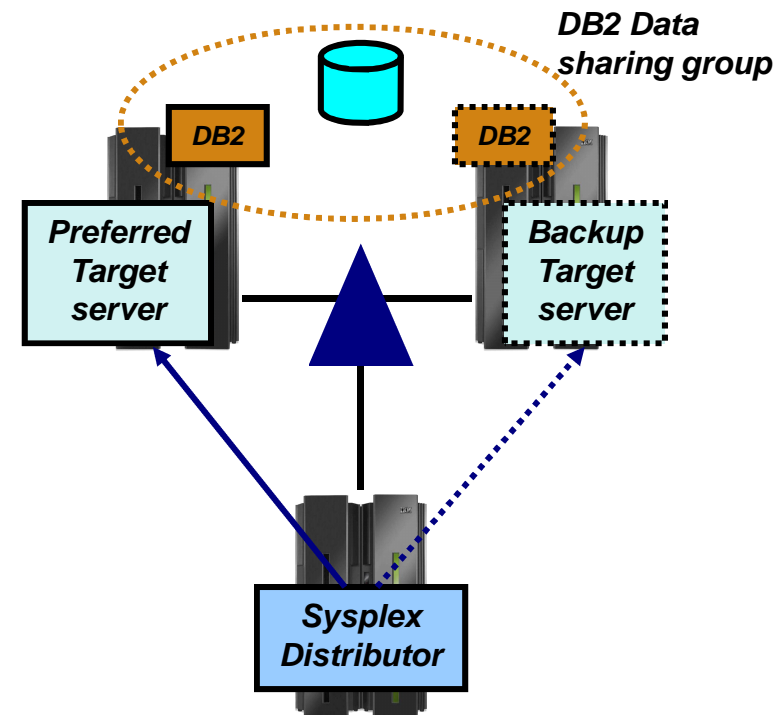 DB2 Data
sharing group
DB2
DB2
Preferred
Target
server
Backup
Target
server
Sysplex
Distributor